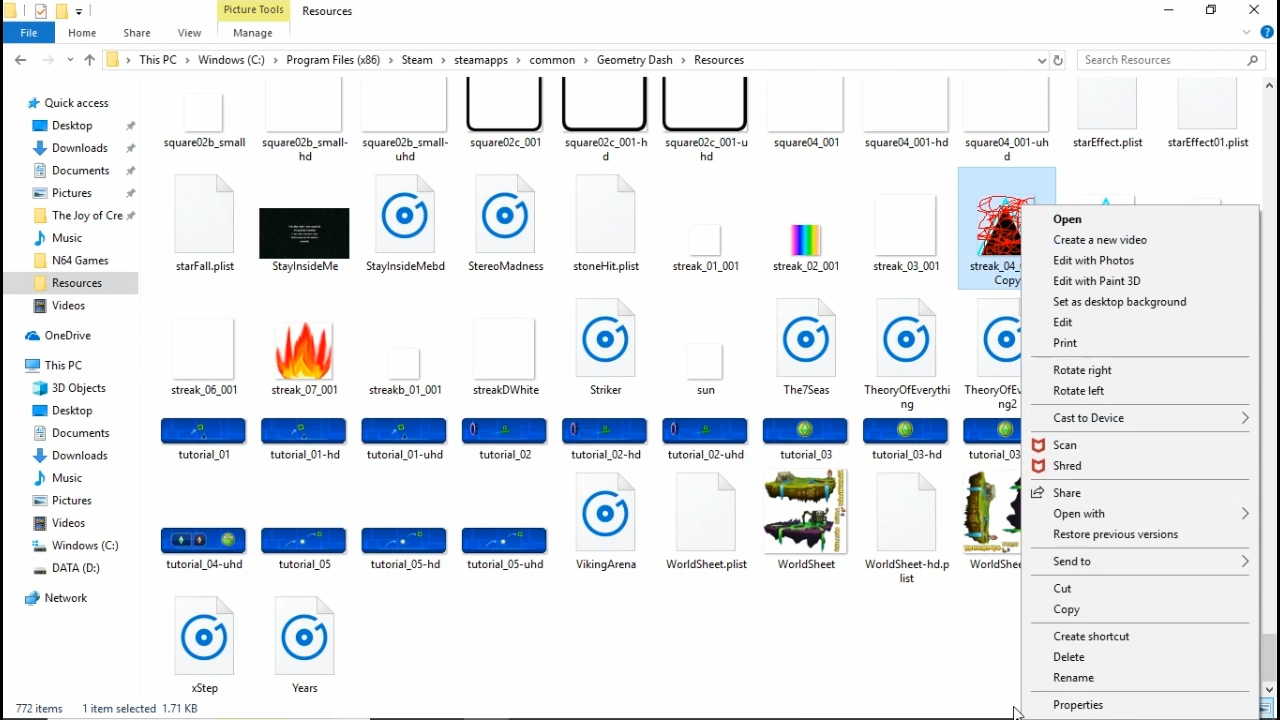 Picture Tools
Resources
File
Home
Share
View
Manage
This PC
Windows (C:)
Program Files (x86)
Steam
steamapps
common
Geometry Dash
Resources
Search Resources
Quick access
Desktop
Downloads
Documents
Pictures
The Joy of Cre
Music
N64 Games
Resources
Videos
OneDrive
This PC
3D Objects
Desktop
Documents
Downloads
Music
Pictures
Videos
Windows (C:)
DATA (D:)
Network
square02b_small
square02b_small-
hd
square02b_small-
uhd
square02c_001
square02c_001-h
d
square02c_001-u
hd
square04_001
square04_001-hd
square04_001-uh
d
starEffect.plist
starEffect01.plist
starFall.plist
StayInsideMe
StayInsideMebd
StereoMadness
stoneHit.plist
streak_01_001
streak_02_001
streak_03_001
streak_04_
Copy
streak_06_001
streak_07_001
streakb_01_001
streakDWhite
Striker
sun
The7Seas
TheoryOfEverythi
ng
TheoryOfEv
ng2
tutorial_01
tutorial_01-hd
tutorial_01-uhd
tutorial_02
tutorial_02-hd
tutorial_02-uhd
tutorial_03
tutorial_03-hd
tutorial_03
tutorial_04-uhd
tutorial_05
tutorial_05-hd
tutorial_05-uhd
VikingArena
WorldSheet.plist
WorldSheet
WorldSheet-hd.p
list
WorldShee
xStep
Years
Open
Create a new video
Edit with Photos
Edit with Paint 3D
Set as desktop background
Edit
Print
Rotate right
Rotate left
Cast to Device
Scan
Shred
Share
Open with
Restore previous versions
Send to
Cut
Copy
Create shortcut
Delete
Rename
Properties
772 items
1 item selected 1.71 KB